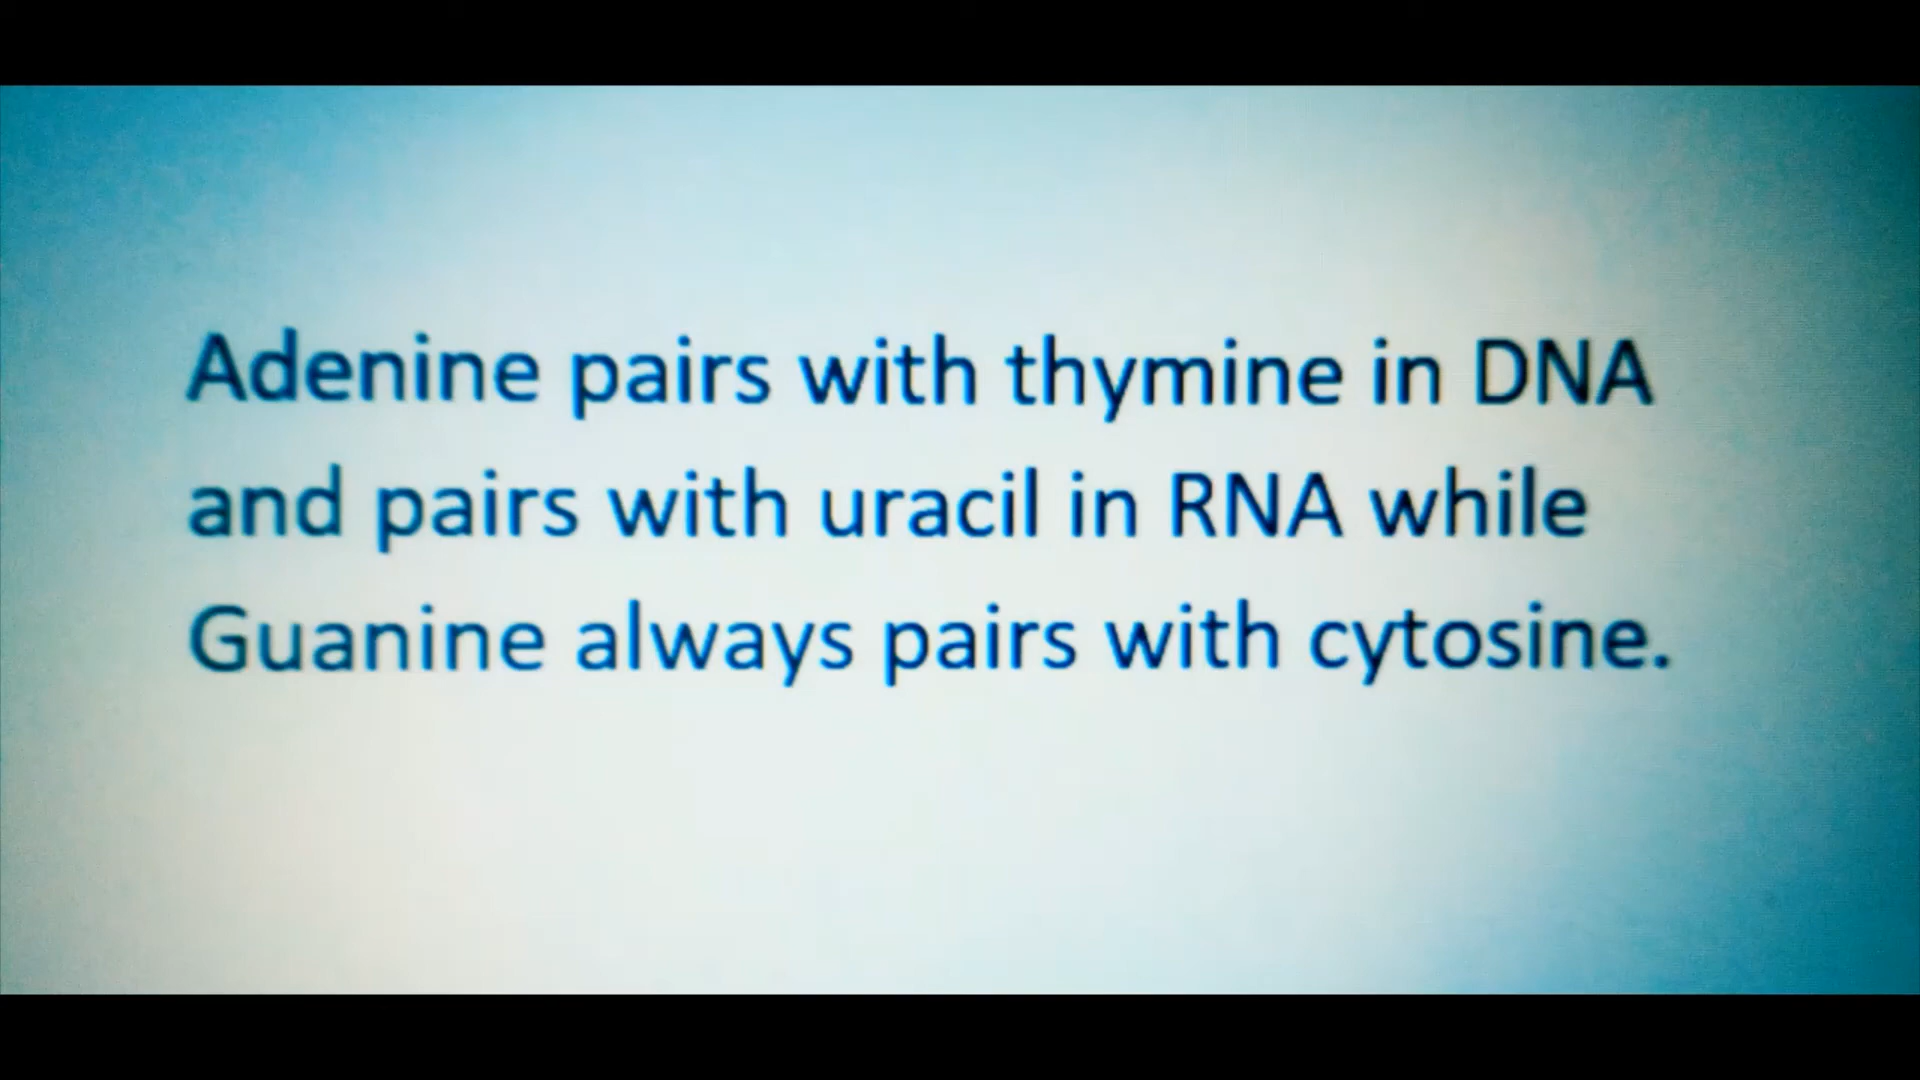 Adenine pairs with thymine in DNA
and pairs with uracil in RNA while
Guanine always pairs with cytosine.